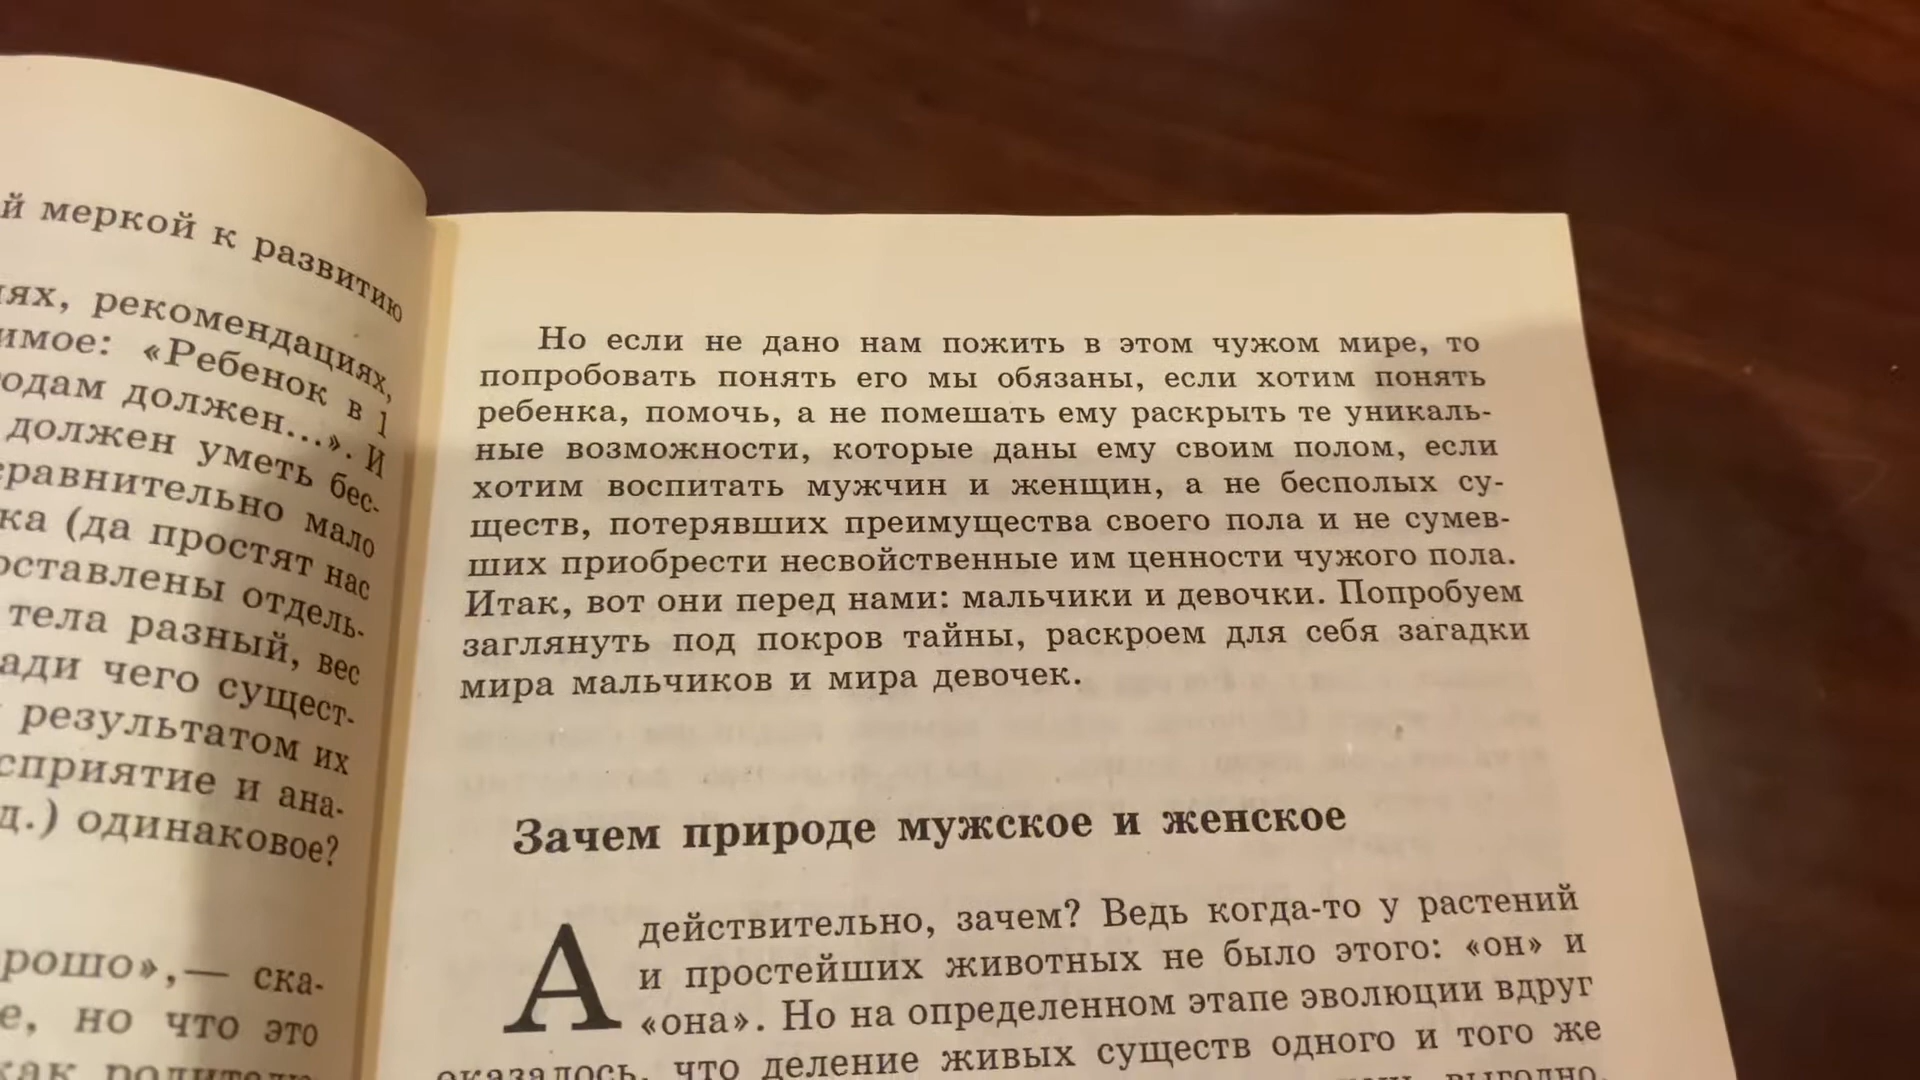 й меркой к развитию
ях, рекомендациях,
имое: «Ребенок в 1
одам должен...». И
должен уметь бес-
сравнительно мало
ка (да простят нас
оставлены отдель-
тела разный, вес
ади чего сущест-
результатом их
сприятие и ана-
д.) одинаковое?
рошо»,— ска-
е, но что это
как родители
Но если не дано нам пожить в этом чужом мире, то
попробовать понять его мы обязаны, если хотим понять
ребенка, помочь, а не помешать ему раскрыть те уникаль-
ные возможности, которые даны ему своим полом, если
хотим воспитать мужчин и женщин, а не бесполых су-
ществ, потерявших преимущества своего пола и не сумев-
ших приобрести несвойственные им ценности чужого пола.
Итак, вот они перед нами: мальчики и девочки. Попробуем
заглянуть под покров тайны, раскроем для себя загадки
мира мальчиков и мира девочек.
Зачем природе мужское и женское
А действительно, зачем? Ведь когда-то у растений
и простейших животных не было этого: «он» и
«она». Но на определенном этапе эволюции вдруг
оказалось, что деление живых существ одного и того же
выгодно,